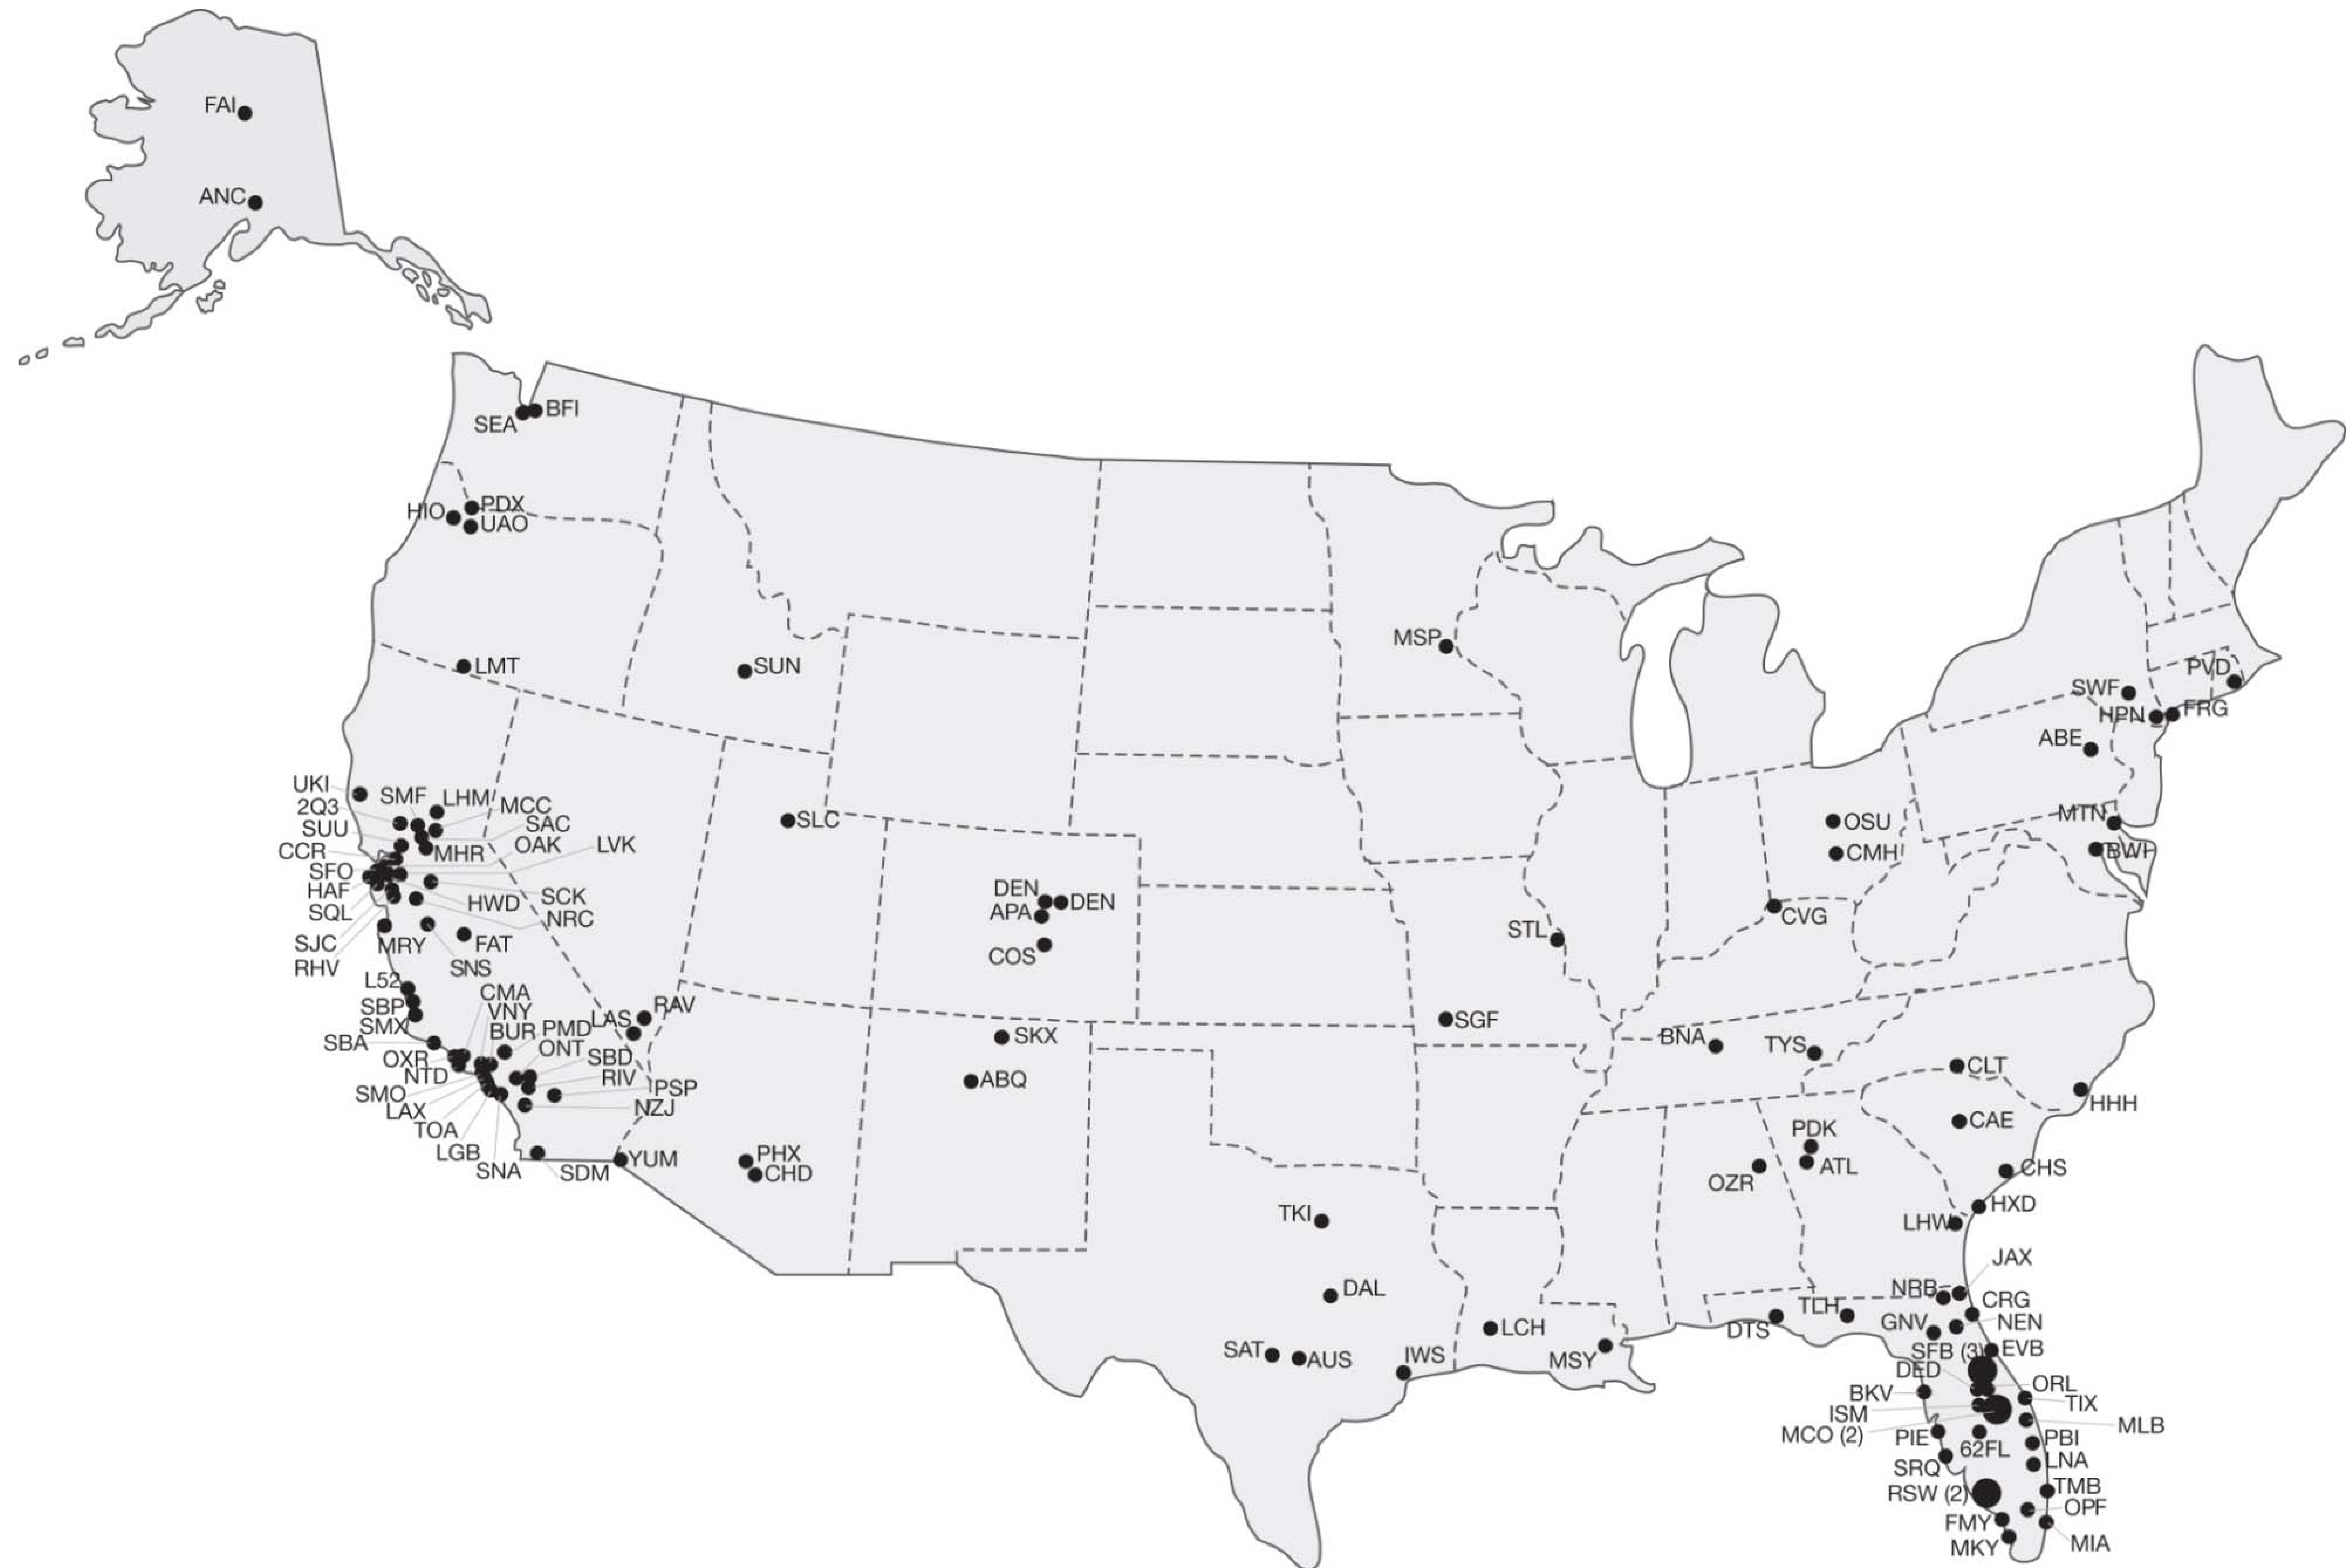 FAI
ANC
BFI
SEA
PDX
HIO
UAO
LMT
SUN
MSP
PVD
SWF
HPN
FRG
ABE
UKI
SMF
LHM
MCC
2Q3
SAC
SUU
OAK
LVK
CCR
MHR
SFO
HAF
SCK
SQL
HWD
NRC
SJC
MRY
FAT
RHV
SNS
SLC
OSU
MTN
CMH
BWI
DEN
DEN
APA
COS
CVG
STL
L52
CMA
SBP
VNY
RAV
LAS
SMX
BUR
PMD
SBA
ONT
OXR
SBD
NTD
RIV
SMO
PSP
LAX
NZJ
TOA
LGB
SNA
SDM
YUM
SKX
ABQ
SGF
BNA
TYS
CLT
HHH
CAE
PHX
CHD
PDK
ATL
OZR
CHS
HXD
LHW
TKI
DAL
SAT
AUS
IWS
LCH
MSY
DTS
TLH
JAX
NRB
CRG
GNV
NEN
SFB (3)
EVB
DED
ORL
BKV
TIX
ISM
MLB
MCO (2)
PIE
62FL
PBI
SRQ
LNA
RSW (2)
TMB
OPF
FMY
MKY
MIA